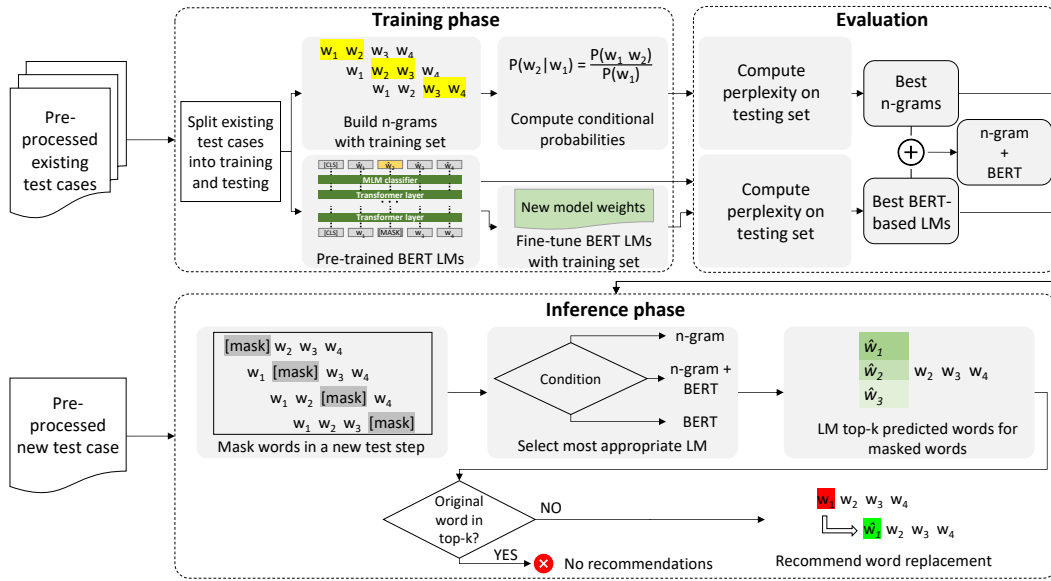 Training phase
Evaluation
Pre-
processed
existing
test cases
Split existing
test cases
into training
and testing
w1 w2 w3 w4
w1 w2 w3 w4
w1 w2 w3 w4
Build n-grams
with training set
P(w2|w1) = P(w1 w2)
P(w1)
Compute conditional
probabilities
[CLS] ŵ1 ŵ2 ŵ3 ŵ4
MLM classifier
Transformer layer
Transformer layer
[CLS] w1 [MASK] w3 w4
Pre-trained BERT LMs
New model weights
Fine-tune BERT LMs
with training set
Compute
perplexity on
testing set
Compute
perplexity on
testing set
Best
n-grams
+
Best BERT-
based LMs
n-gram
+
BERT
Inference phase
Pre-
processed
new test case
[mask] w2 w3 w4
w1 [mask] w3 w4
w1 w2 [mask] w4
w1 w2 w3 [mask]
Mask words in a new test step
Condition
n-gram
n-gram +
BERT
BERT
Select most appropriate LM
ŵ1
ŵ2 w2 w3 w4
ŵ3
LM top-k predicted words for
masked words
Original
word in
top-k?
NO
YES
No recommendations
w1 w2 w3 w4
ŵ1 w2 w3 w4
Recommend word replacement